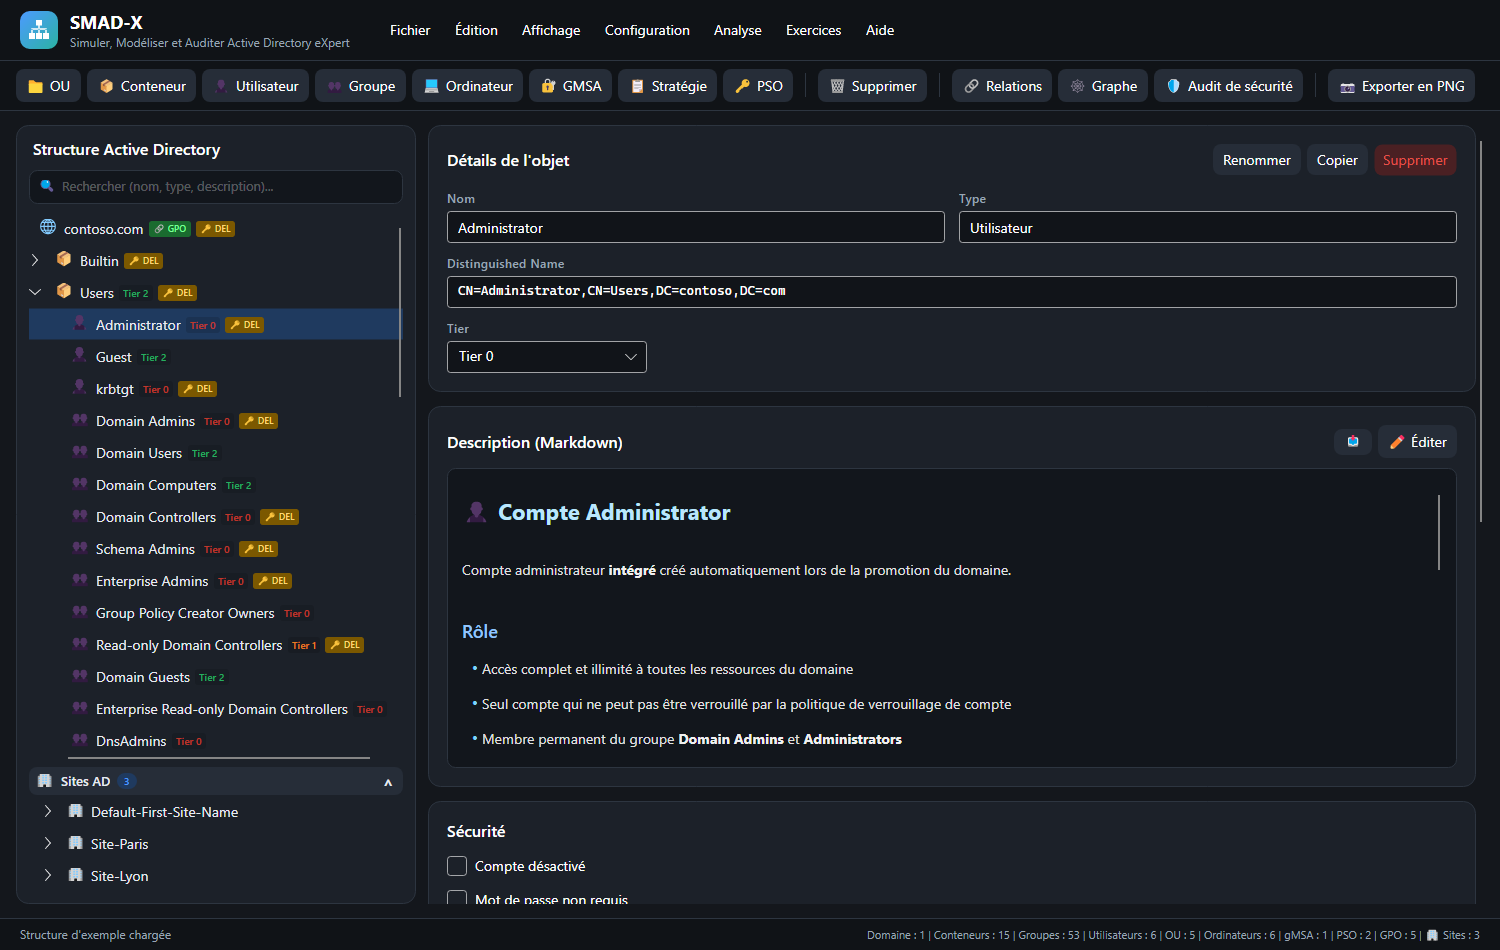 SMAD-X
Simuler, Modéliser et Auditer Active Directory eXpert
Fichier Édition Affichage Configuration Analyse Exercices Aide
OU Conteneur Utilisateur Groupe Ordinateur GMSA Stratégie PSO Supprimer Relations Graphe Audit de sécurité Exporter en PNG
Structure Active Directory
Rechercher (nom, type, description)...
contoso.com GPO DEL
Builtin DEL
Users Tier 2 DEL
Administrator Tier 0 DEL
Guest Tier 2
krbtgt Tier 0 DEL
Domain Admins Tier 0 DEL
Domain Users Tier 2
Domain Computers Tier 2
Domain Controllers Tier 0 DEL
Schema Admins Tier 0 DEL
Enterprise Admins Tier 0 DEL
Group Policy Creator Owners Tier 0
Read-only Domain Controllers Tier 1 DEL
Domain Guests Tier 2
Enterprise Read-only Domain Controllers Tier 0
DnsAdmins Tier 0
Sites AD 3
Default-First-Site-Name
Site-Paris
Site-Lyon
Détails de l'objet
Renommer Copier Supprimer
Nom Type
Administrator Utilisateur
Distinguished Name
CN=Administrator,CN=Users,DC=contoso,DC=com
Tier
Tier 0
Description (Markdown)
Éditer
Compte Administrator
Compte administrateur intégré créé automatiquement lors de la promotion du domaine.
Rôle
• Accès complet et illimité à toutes les ressources du domaine
• Seul compte qui ne peut pas être verrouillé par la politique de verrouillage de compte
• Membre permanent du groupe Domain Admins et Administrators
Sécurité
Compte désactivé
Mot de passe non requis
Structure d'exemple chargée
Domaine : 1 | Conteneurs : 15 | Groupes : 53 | Utilisateurs : 6 | OU : 5 | Ordinateurs : 6 | gMSA : 1 | PSO : 2 | GPO : 5 | Sites : 3